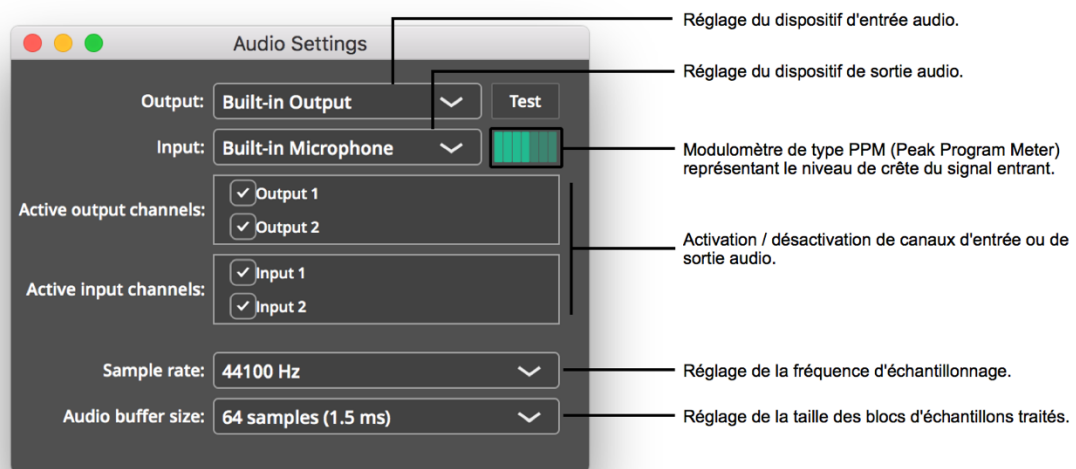 Audio Settings
Output: Built-in Output Test
Input: Built-in Microphone
Active output channels:
Output 1
Output 2
Active input channels:
Input 1
Input 2
Sample rate: 44100 Hz
Audio buffer size: 64 samples (1.5 ms)
Réglage du dispositif d'entrée audio.
Réglage du dispositif de sortie audio.
Modulomètre de type PPM (Peak Program Meter)
représentant le niveau de crête du signal entrant.
Activation / désactivation de canaux d'entrée ou de
sortie audio.
Réglage de la fréquence d'échantillonnage.
Réglage de la taille des blocs d'échantillons traités.